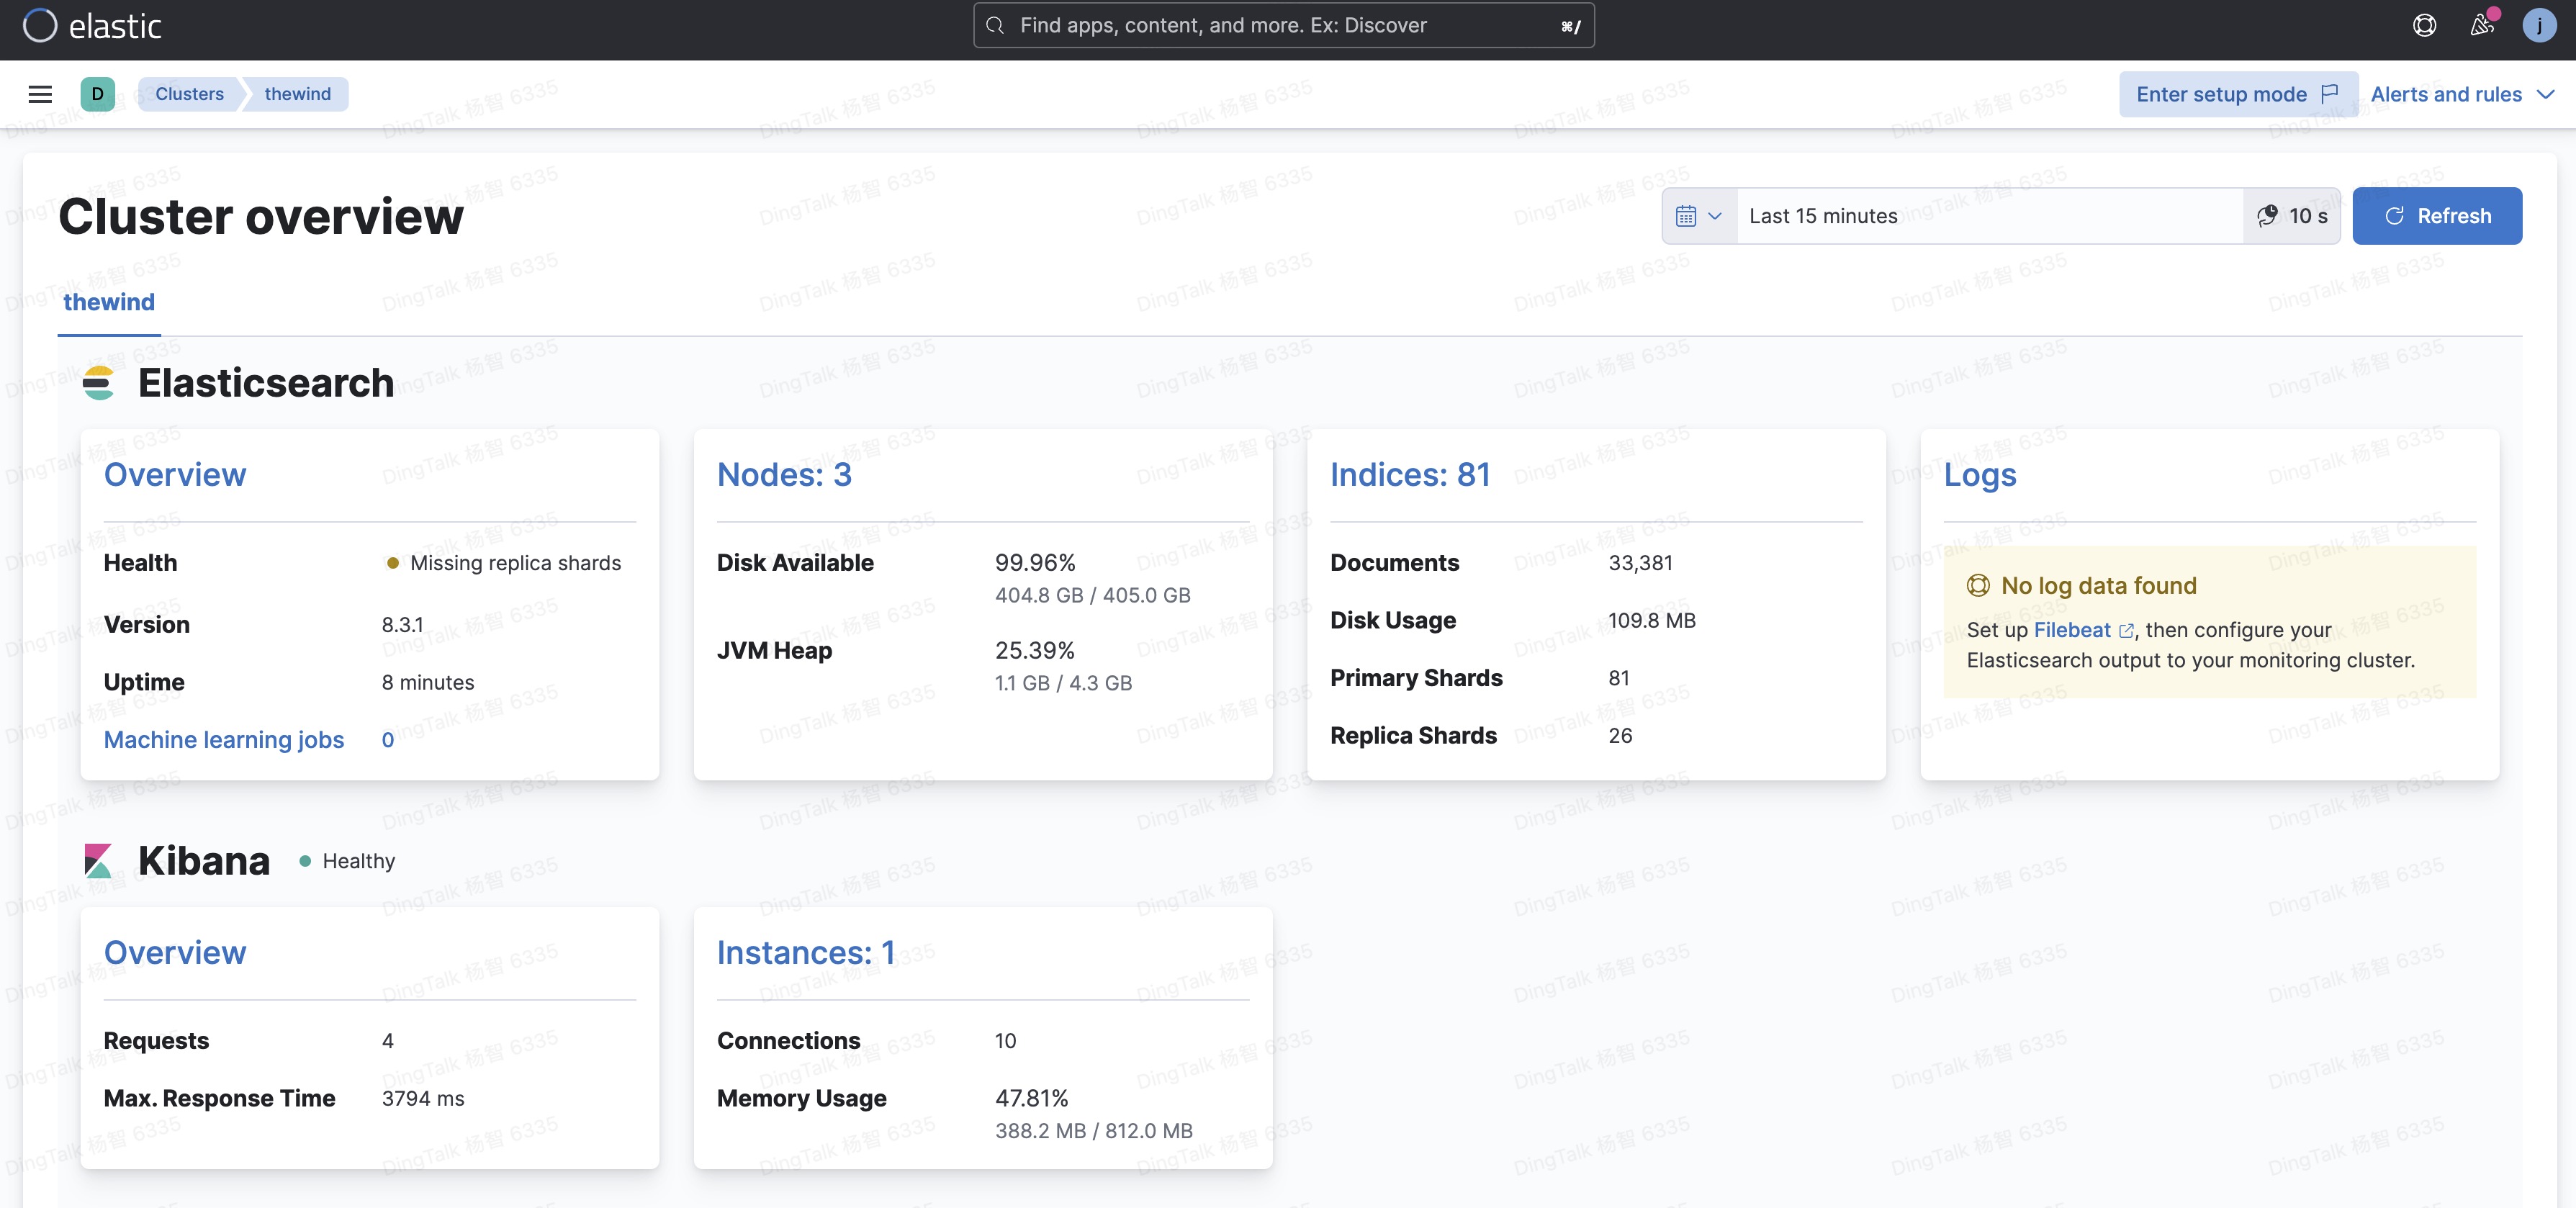 elastic
Find apps, content, and more. Ex: Discover ⌘/
j
D Clusters thewind
Enter setup mode Alerts and rules
Cluster overview
Last 15 minutes 10 s Refresh
thewind
Elasticsearch
Overview
Health Missing replica shards
Version 8.3.1
Uptime 8 minutes
Machine learning jobs 0
Nodes: 3
Disk Available 99.96%
404.8 GB / 405.0 GB
JVM Heap 25.39%
1.1 GB / 4.3 GB
Indices: 81
Documents 33,381
Disk Usage 109.8 MB
Primary Shards 81
Replica Shards 26
Logs
No log data found
Set up Filebeat, then configure your
Elasticsearch output to your monitoring cluster.
Kibana Healthy
Overview
Requests 4
Max. Response Time 3794 ms
Instances: 1
Connections 10
Memory Usage 47.81%
388.2 MB / 812.0 MB
DingTalk 杨智 6335